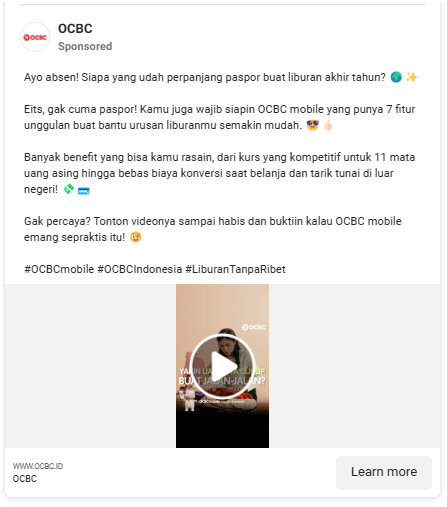 OCBC
OCBC
Sponsored
Ayo absen! Siapa yang udah perpanjang paspor buat liburan akhir tahun? 🌍 ✨
Eits, gak cuma paspor! Kamu juga wajib siapin OCBC mobile yang punya 7 fitur
unggulan buat bantu urusan liburanmu semakin mudah. 😎 👍🏻
Banyak benefit yang bisa kamu rasain, dari kurs yang kompetitif untuk 11 mata
uang asing hingga bebas biaya konversi saat belanja dan tarik tunai di luar
negeri! 💸 💳
Gak percaya? Tonton videonya sampai habis dan buktiin kalau OCBC mobile
emang sepraktis itu! 😉
#OCBCmobile #OCBCIndonesia #LiburanTanpaRibet
OCBC
BUAT JALAN-JALAN?
WWW.OCBC.ID
OCBC
Learn more